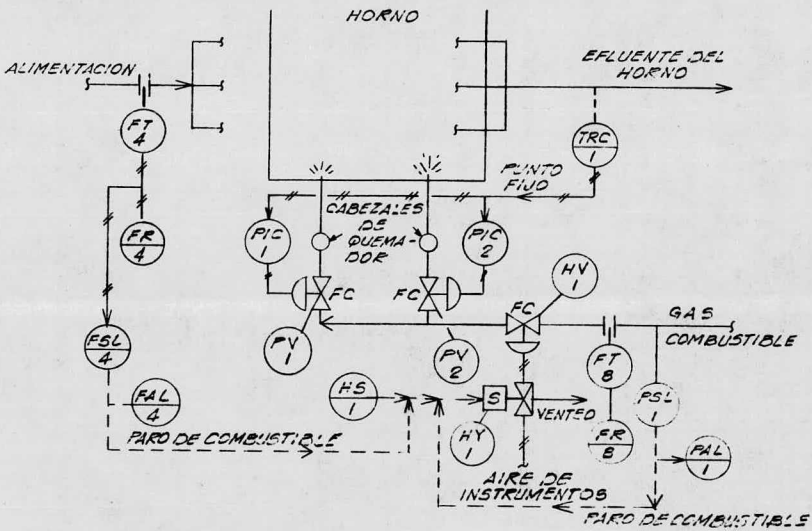 HORNO
ALIMENTACION
EFLUENTE DEL
HORNO
FT
4
TRC
1
PUNTO
FIJO
FR
4
PIC
1
CABEZALES
DE
QUEMA-
DOR
PIC
2
HV
1
FC
FC
FC
GAS
COMBUSTIBLE
PV
1
PV
2
FSL
4
FT
8
HS
1
S
VENTEO
PSL
1
FAL
4
HY
1
FR
8
PAL
1
PARO DE COMBUSTIBLE
AIRE DE
INSTRUMENTOS
PARO DE COMBUSTIBLE